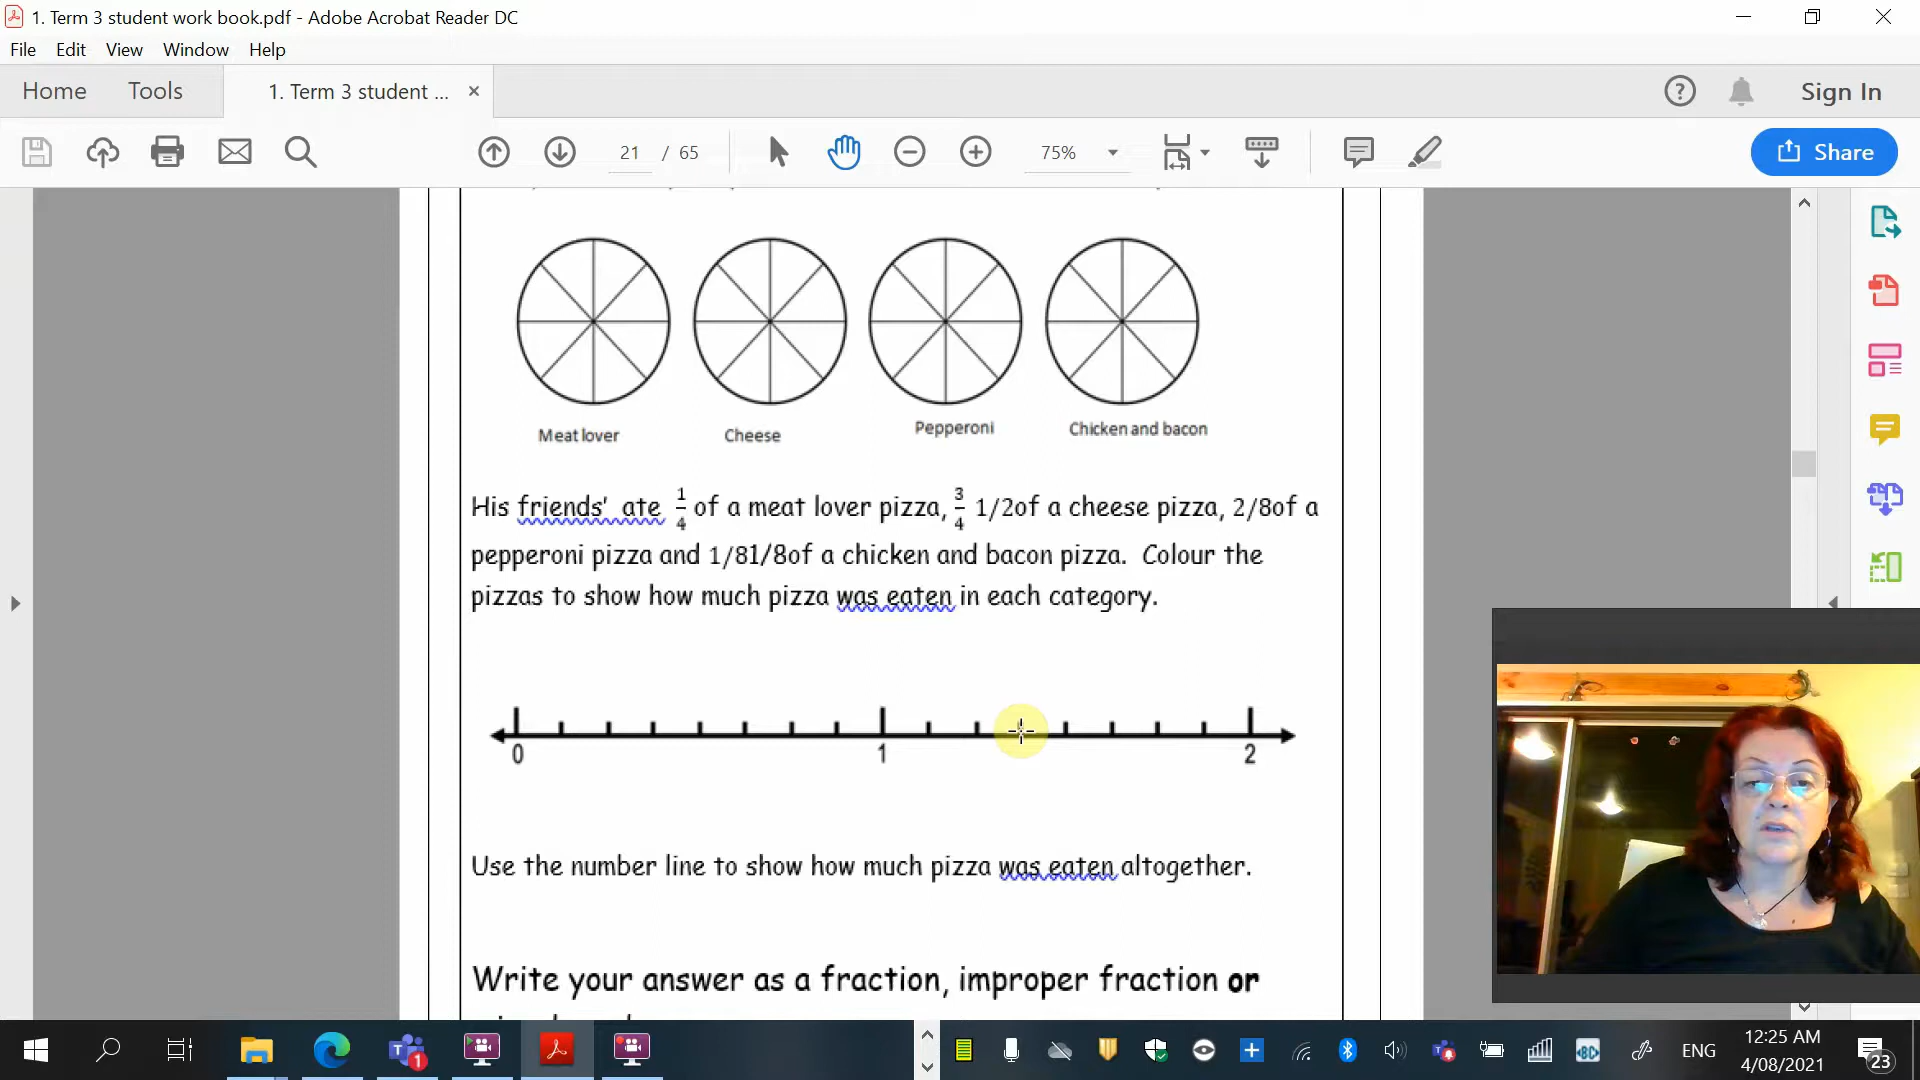 1. Term 3 student work book.pdf - Adobe Acrobat Reader DC
File Edit View Window Help
Home Tools 1. Term 3 student ... × Sign In
21 / 65 75% Share
Meat lover Cheese Pepperoni Chicken and bacon
His friends' ate 1/4 of a meat lover pizza, 3/4 1/2of a cheese pizza, 2/8of a
pepperoni pizza and 1/81/8of a chicken and bacon pizza. Colour the
pizzas to show how much pizza was eaten in each category.
0 1 2
Use the number line to show how much pizza was eaten altogether.
Write your answer as a fraction, improper fraction or
ENG
12:25 AM
4/08/2021
1
23